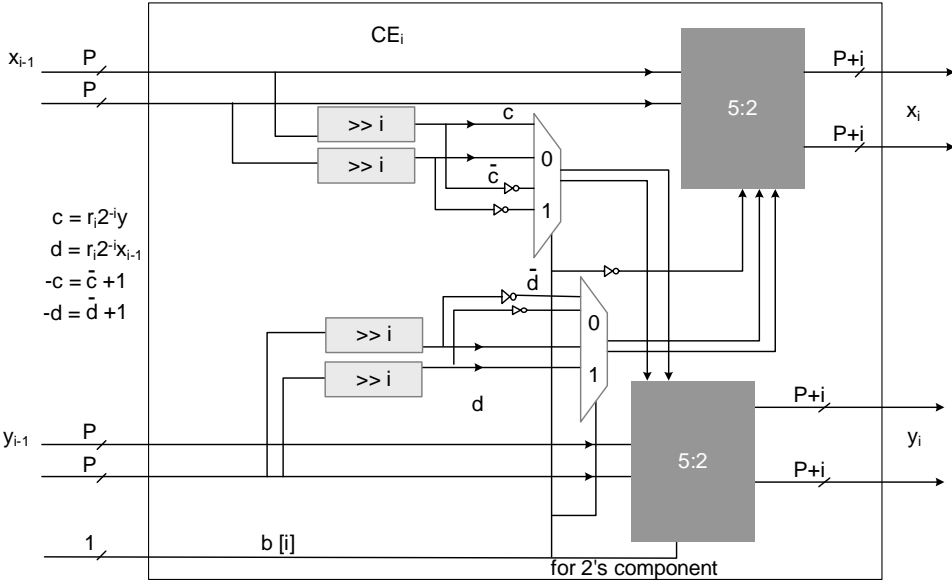 CEᵢ
xᵢ₋₁ P P+i
P
>> i c 5:2 xᵢ
0
>> i P+i
c̄
1
c = rᵢ2⁻ⁱy
d = rᵢ2⁻ⁱxᵢ₋₁
-c = c̄ +1
-d = d̄ +1
d̄
0
>> i
1
>> i
d
P+i
yᵢ₋₁ P yᵢ
P 5:2
P+i
1 b [i]
for 2's component